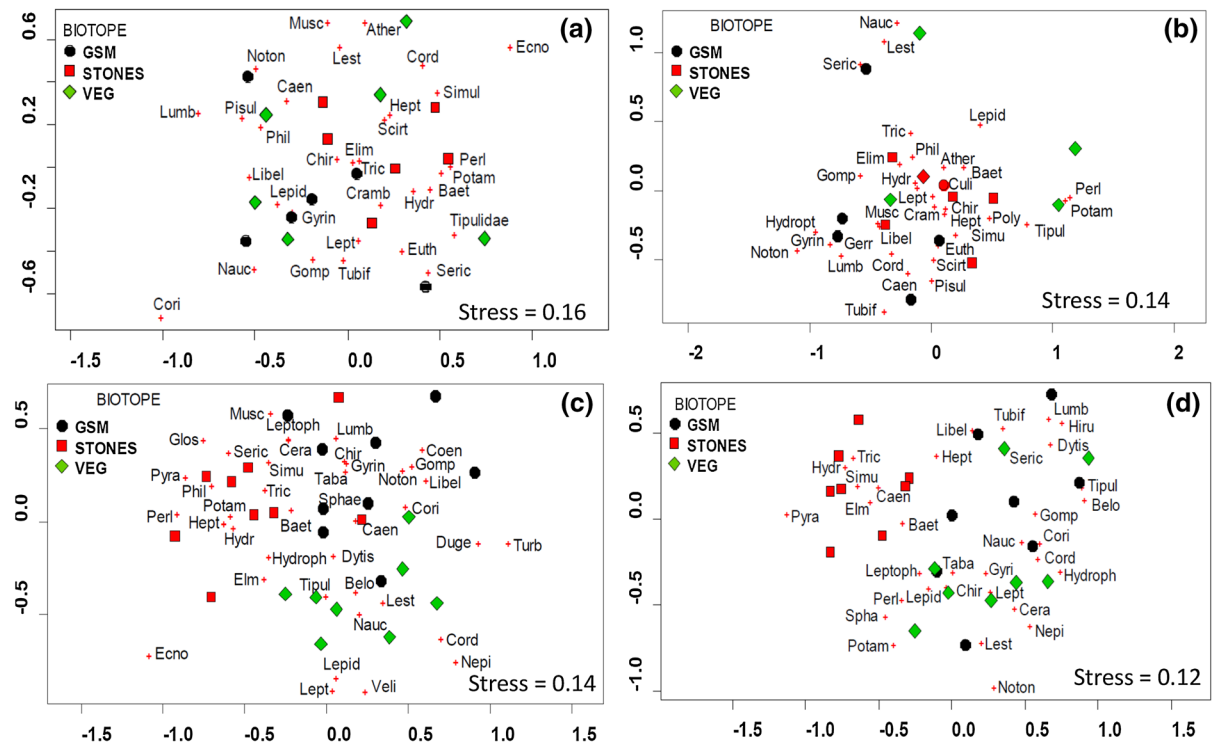 (a)
BIOTOPE
GSM
STONES
VEG
0.6
0.2
-0.2
-0.6
Musc
Ather
Ecno
Noton
Lest
Cord
Caen
Simul
Lumb
Pisul
Hept
Phil
Scirt
Elim
Chir
Tric
Perl
Potam
Libel
Cramb
Baet
Lepid
Hydr
Gyrin
Tipulidae
Lept
Euth
Nauc
Gomp
Tubif
Seric
Cori
Stress = 0.16
-1.5
-1.0
-0.5
0.0
0.5
1.0
(b)
BIOTOPE
GSM
STONES
VEG
1.0
0.5
0.0
-0.5
Nauc
Lest
Seric
Lepid
Tric
Phil
Elim
Ather
Baet
Gomp
Hydr
Culi
Perl
Lept
Potam
Musc
Cram
Chir
Hydropt
Hept
Poly
Libel
Simu
Tipul
Gyrin
Gerr
Euth
Noton
Lumb
Cord
Scirt
Caen
Pisul
Tubif
Stress = 0.14
-2
-1
0
1
2
(c)
BIOTOPE
GSM
STONES
VEG
0.5
0.0
-0.5
Musc
Leptoph
Lumb
Glos
Cera
Chir
Coen
Seric
Simu
Gyrin
Gomp
Pyra
Taba
Noton
Libel
Phil
Tric
Sphae
Potam
Cori
Perl
Hept
Baet
Caen
Hydr
Duge
Turb
Hydroph
Dytis
Elm
Tipul
Belo
Lest
Nauc
Cord
Ecno
Lepid
Nepi
Lept
Veli
Stress = 0.14
-1.5
-1.0
-0.5
0.0
0.5
1.0
1.5
(d)
BIOTOPE
GSM
STONES
VEG
0.5
0.0
-0.5
-1.0
Tubif
Lumb
Libel
Hiru
Tric
Hept
Seric
Dytis
Hydr
Simu
Tipul
Caen
Belo
Pyra
Elm
Gomp
Baet
Nauc
Cori
Cord
Taba
Leptoph
Gyri
Hydroph
Perl
Lepid
Chir
Lept
Cera
Spha
Nepi
Potam
Lest
Noton
Stress = 0.12
-1.5
-1.0
-0.5
0.0
0.5
1.0
1.5